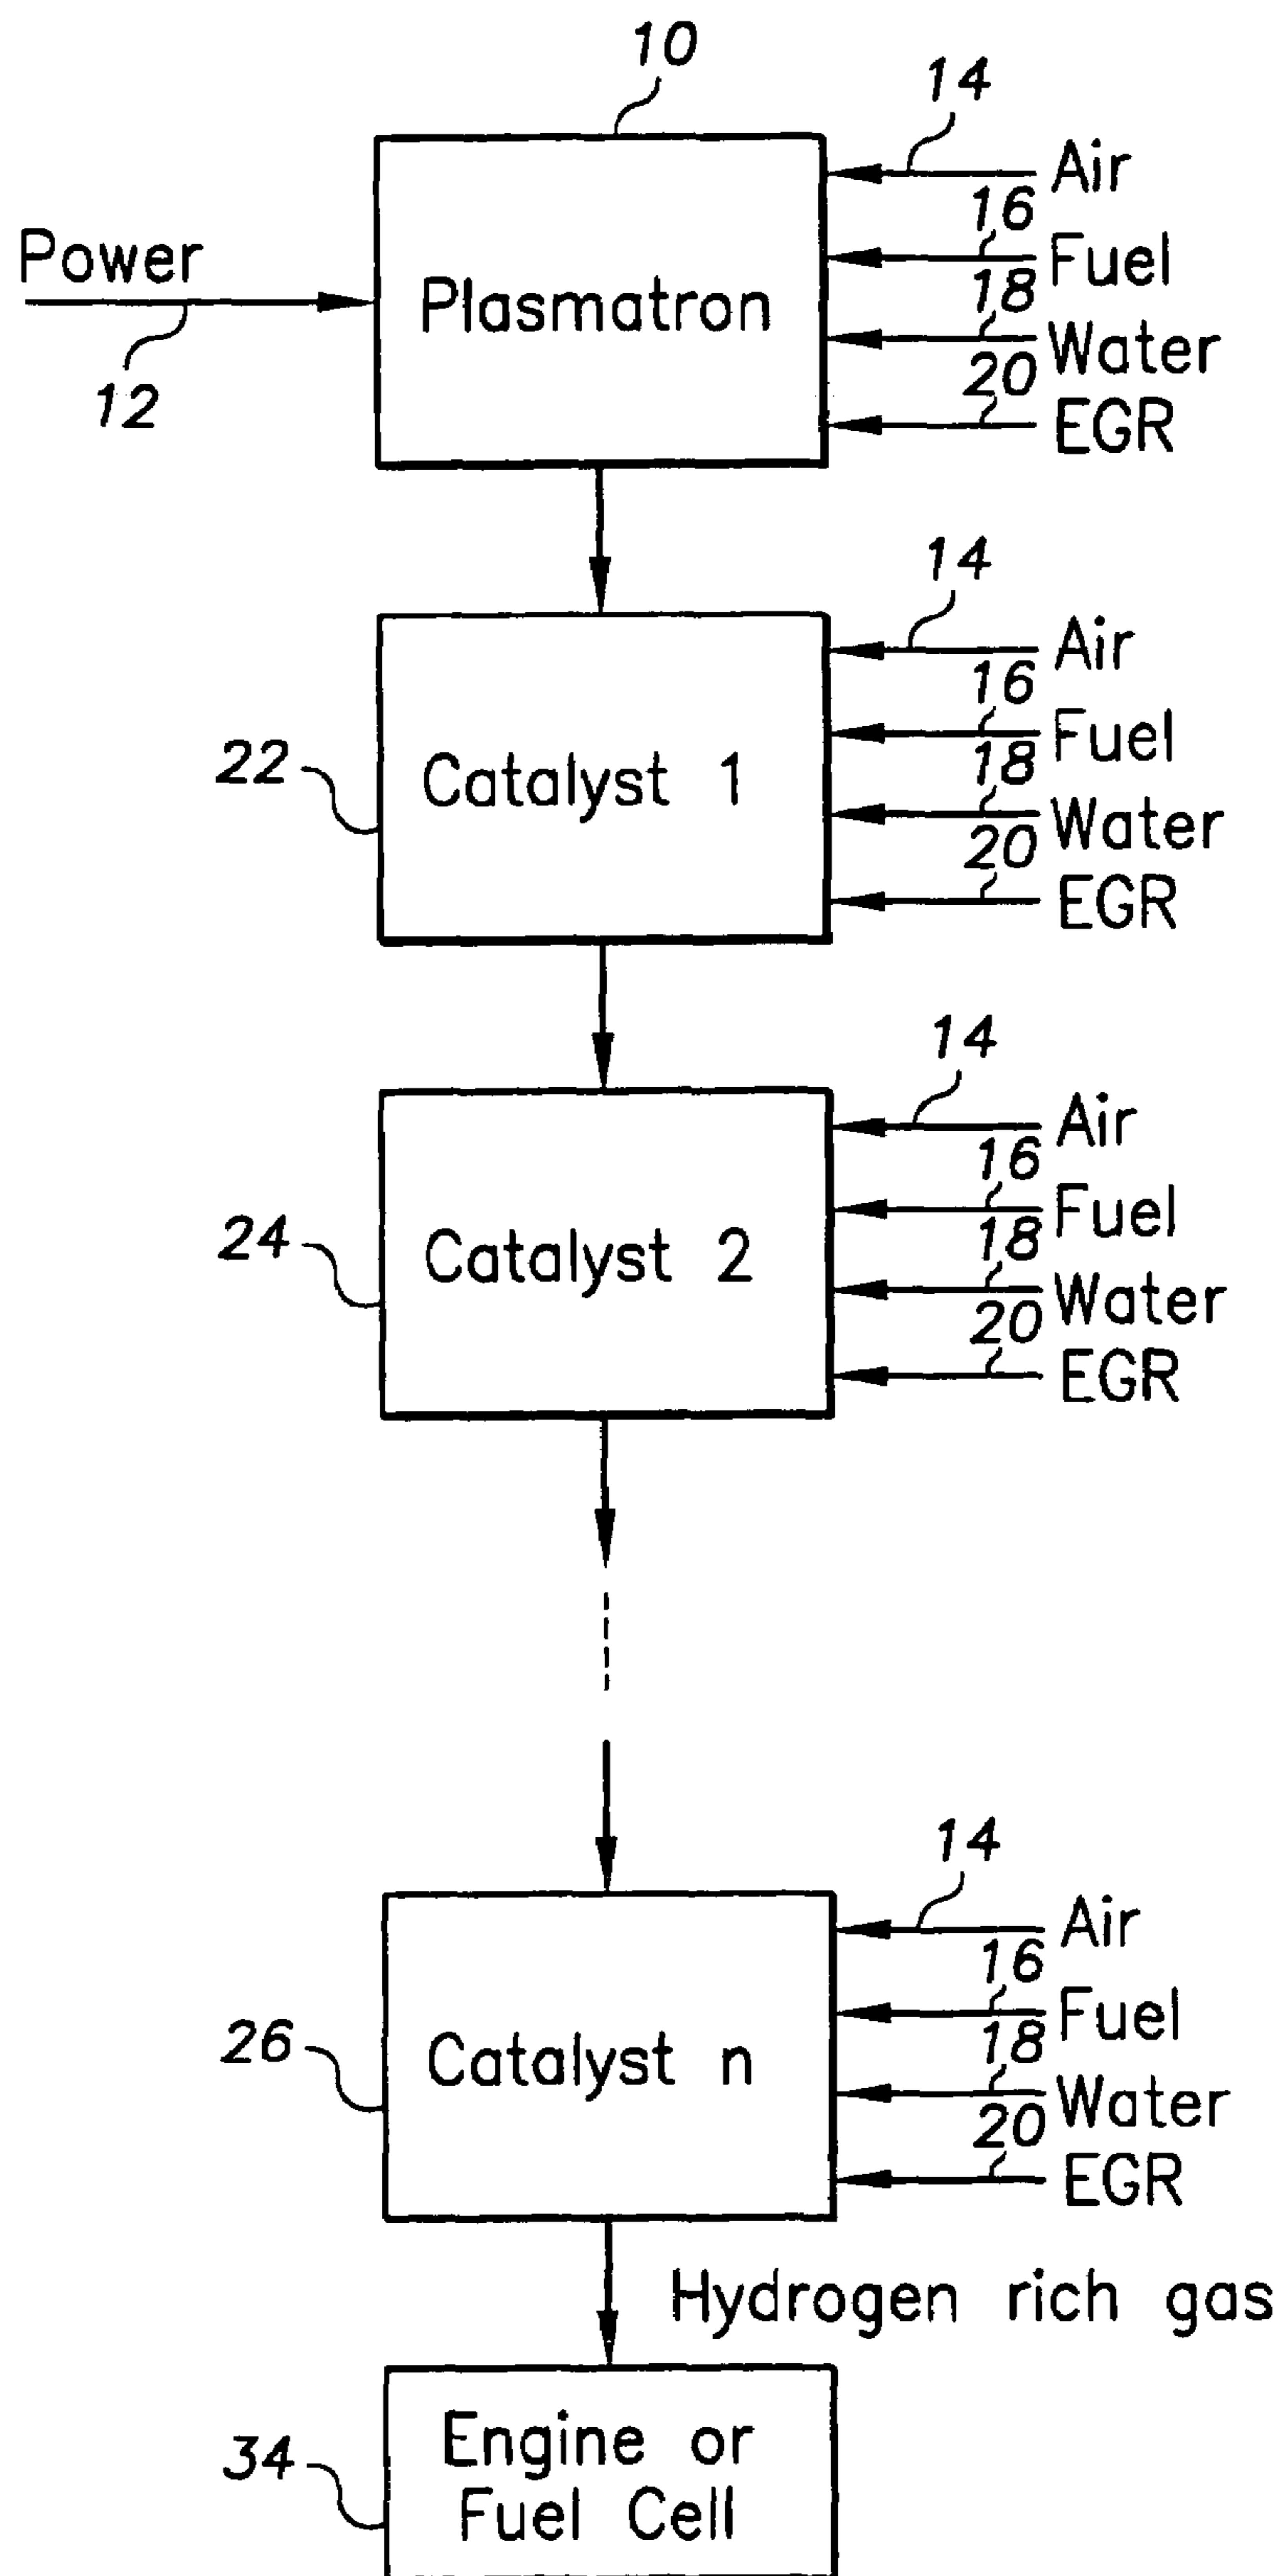 10
14
Air
Power
16
Fuel
Plasmatron
18
Water
12
20
EGR
14
Air
16
Fuel
22
Catalyst 1
18
Water
20
EGR
14
Air
16
Fuel
24
Catalyst 2
18
Water
20
EGR
14
Air
16
Fuel
26
Catalyst n
18
Water
20
EGR
Hydrogen rich gas
34
Engine or
Fuel Cell